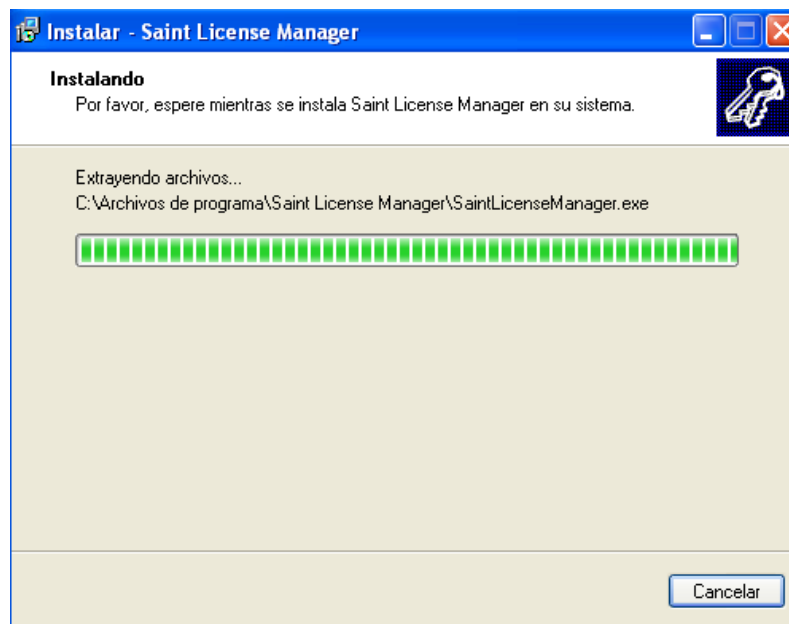 Instalar - Saint License Manager
Instalando
Por favor, espere mientras se instala Saint License Manager en su sistema.
Extrayendo archivos...
C:\Archivos de programa\Saint License Manager\SaintLicenseManager.exe
Cancelar